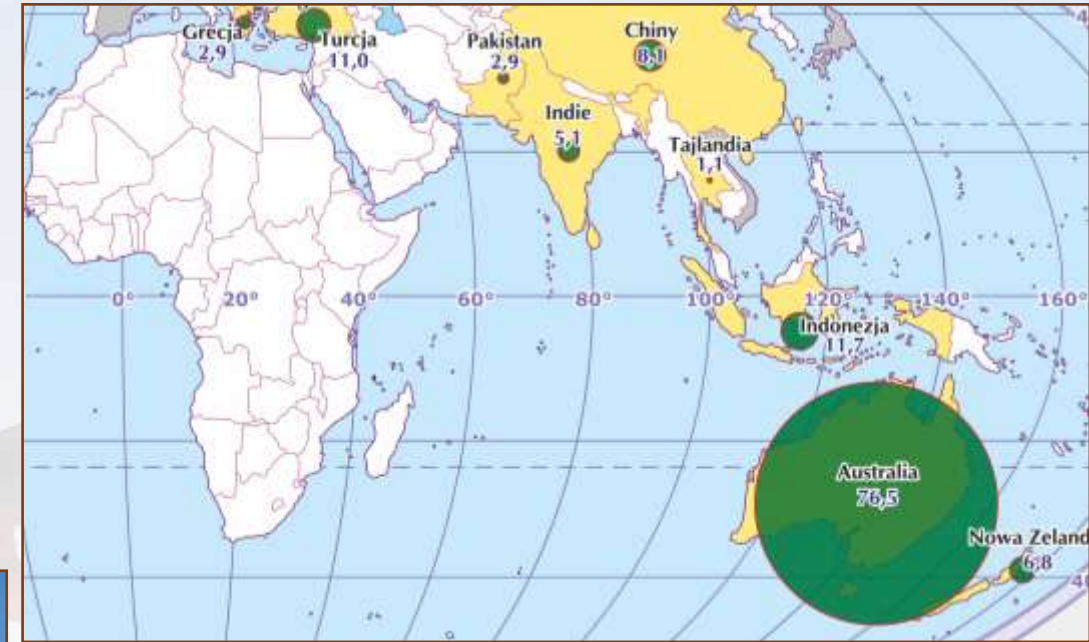 Grecja
2,9
Turcja
11,0
Pakistan
2,9
Chiny
8,1
Indie
5,1
Tajlandia
1,1
0° 20° 40° 60° 80° 100° 120° 140° 160°
Indonezja
11,7
Australia
76,5
Nowa Zeland
6,8